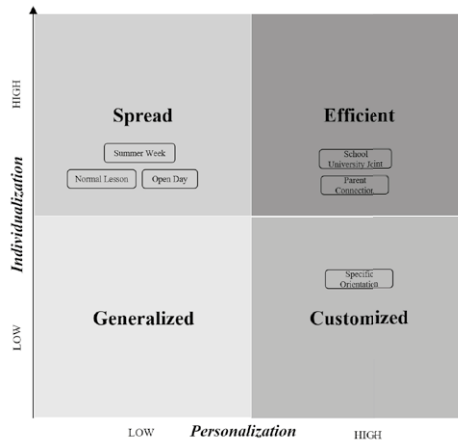 HIGH
Individualization
LOW
Spread
Summer Week
Normal Lesson
Open Day
Efficient
School
University Joint
Parent
Connection
Generalized
Specific
Orientation
Customized
LOW
Personalization
HIGH